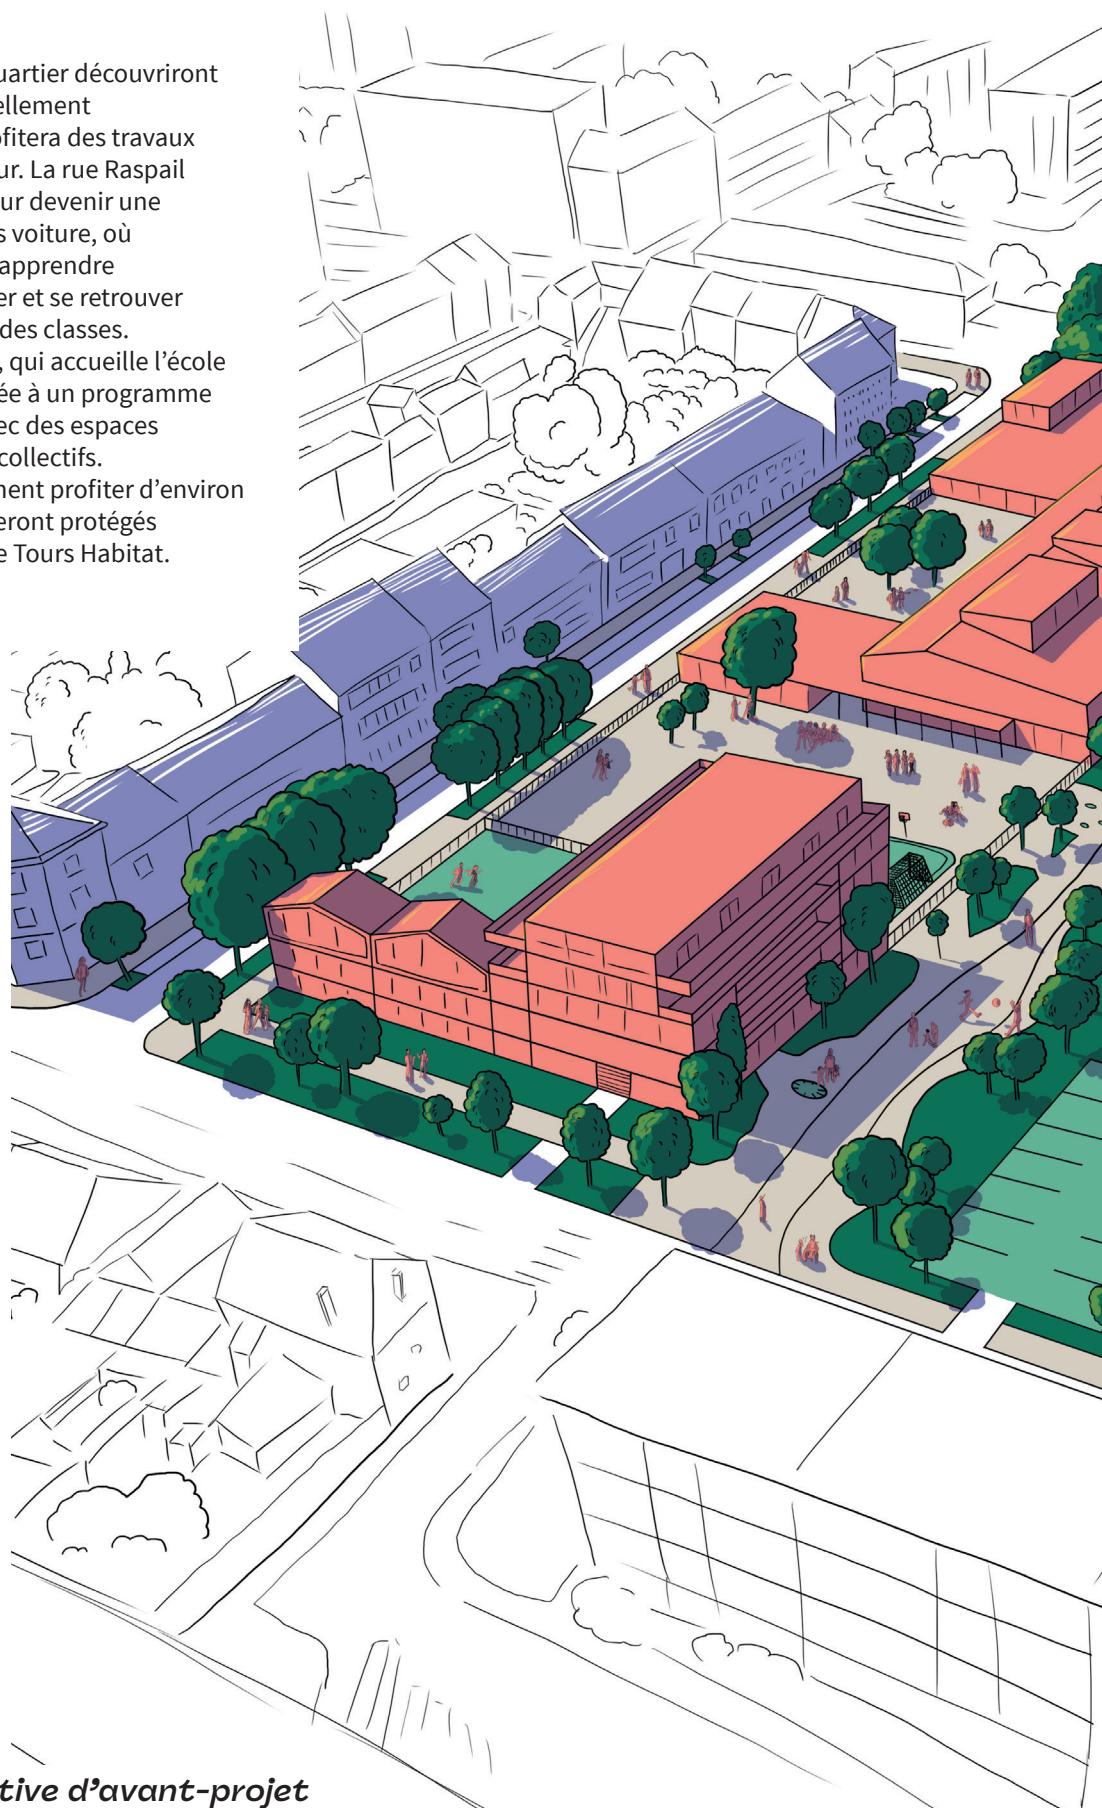 uartier découvriront
ellement
ofitera des travaux
ur. La rue Raspail
ur devenir une
s voiture, où
apprendre
er et se retrouver
des classes.
, qui accueille l’école
ée à un programme
ec des espaces
collectifs.
ment profiter d’environ
eront protégés
e Tours Habitat.
tive d’avant-projet